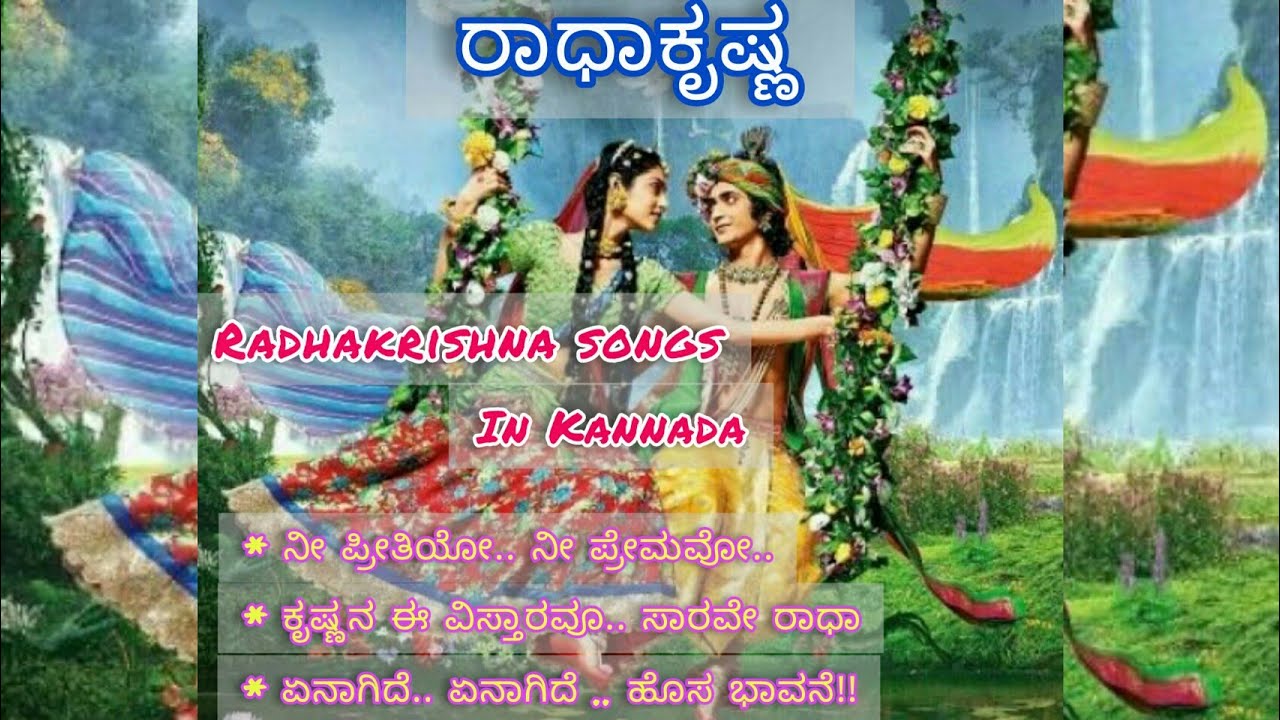 ರಾಧಾಕೃಷ್ಣ
RADHAKRISHNA SONGS
IN KANNADA
* ನೀ ಪ್ರೀತಿಯೋ.. ನೀ ಪ್ರೇಮವೋ..
* ಕೃಷ್ಣನ ಈ ವಿಸ್ತಾರವೂ.. ಸಾರವೇ ರಾಧಾ
* ಏನಾಗಿದೆ.. ಏನಾಗಿದೆ .. ಹೊಸ ಭಾವನೆ!!